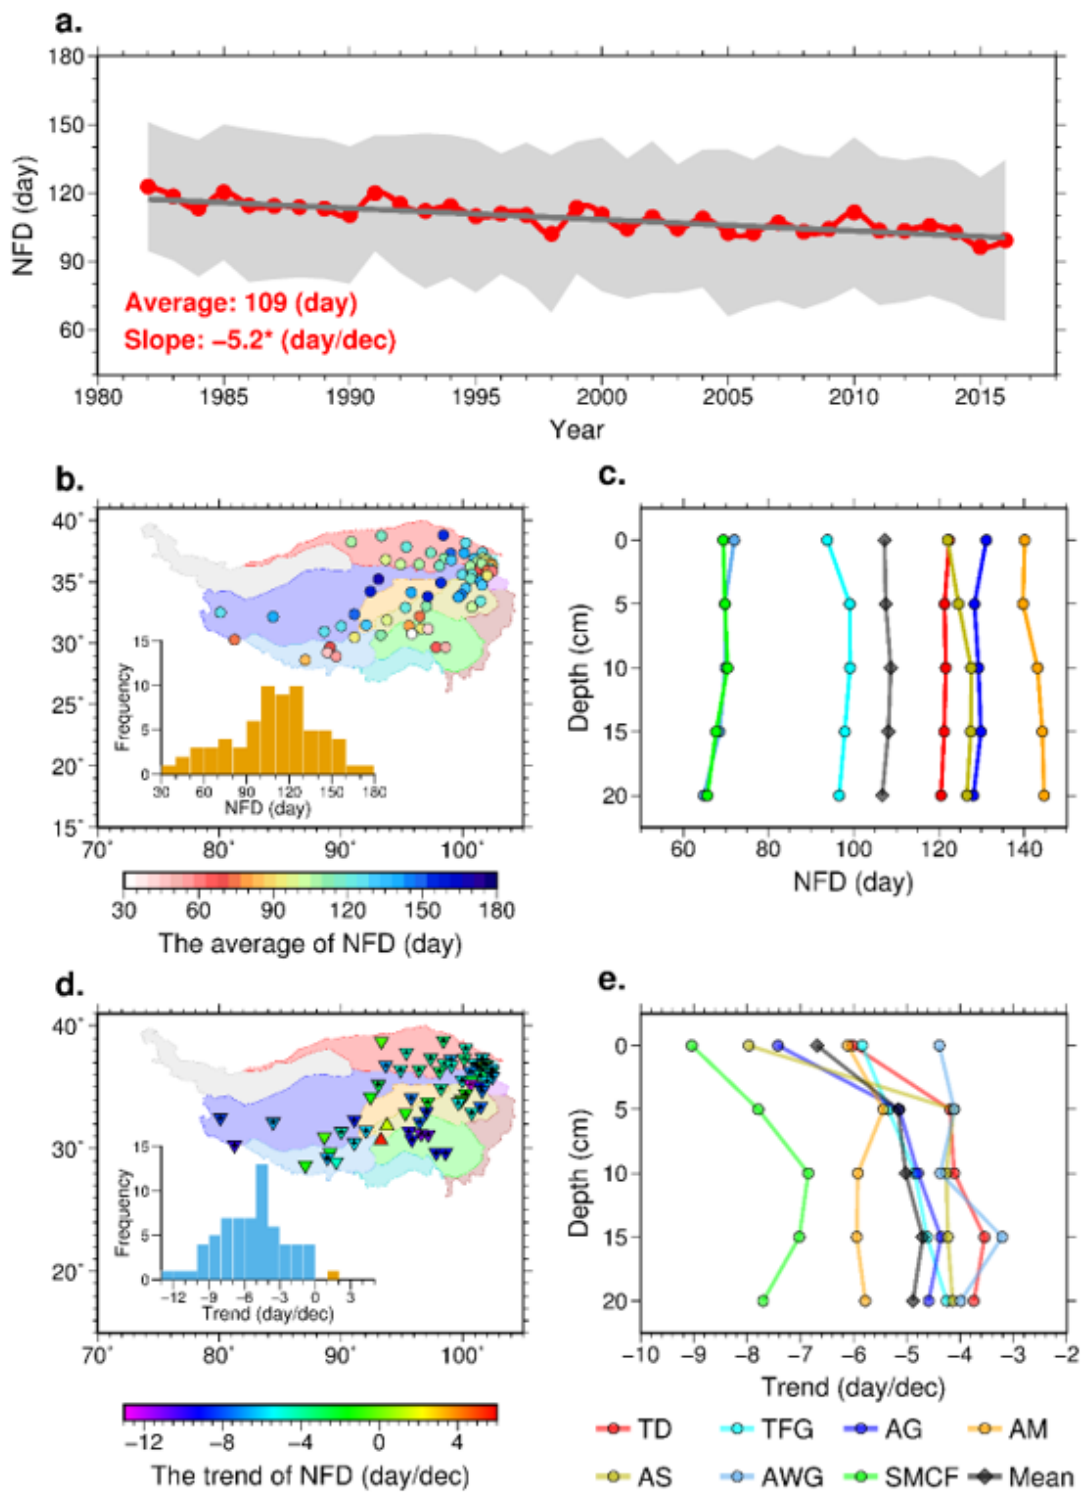 a.
180
150
120
90
60
NFD (day)
Average: 109 (day)
Slope: −5.2* (day/dec)
1980 1985 1990 1995 2000 2005 2010 2015
Year
b.
40˚
35˚
30˚
25˚
20˚
15˚
70˚ 80˚ 90˚ 100˚
15
10
5
0
Frequency
30 60 90 120 150 180
NFD (day)
30 60 90 120 150 180
The average of NFD (day)
c.
0
5
10
15
20
Depth (cm)
60 80 100 120 140
NFD (day)
d.
40˚
35˚
30˚
25˚
20˚
70˚ 80˚ 90˚ 100˚
15
10
5
0
Frequency
−12 −9 −6 −3 0 3
Trend (day/dec)
−12 −8 −4 0 4
The trend of NFD (day/dec)
e.
0
5
10
15
20
Depth (cm)
−10 −9 −8 −7 −6 −5 −4 −3 −2
Trend (day/dec)
TD TFG AG AM
AS AWG SMCF Mean